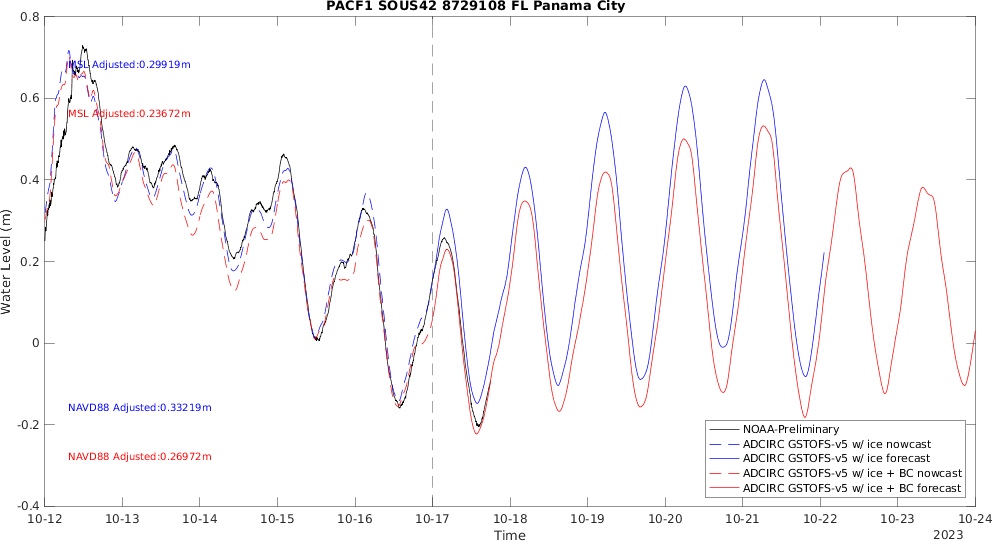 PACF1 SOUS42 8729108 FL Panama City
0.8
0.6
0.4
0.2
0
-0.2
-0.4
Water Level (m)
MSL Adjusted:0.29919m
MSL Adjusted:0.23672m
NAVD88 Adjusted:0.33219m
NAVD88 Adjusted:0.26972m
NOAA-Preliminary
ADCIRC GSTOFS-v5 w/ ice nowcast
ADCIRC GSTOFS-v5 w/ ice forecast
ADCIRC GSTOFS-v5 w/ ice + BC nowcast
ADCIRC GSTOFS-v5 w/ ice + BC forecast
10-12 10-13 10-14 10-15 10-16 10-17 10-18 10-19 10-20 10-21 10-22 10-23 10-24
Time
2023